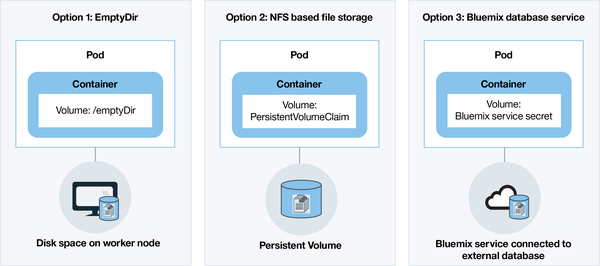 Option 1: EmptyDir
Pod
Container
Volume: /emptyDir
Disk space on worker node
Option 2: NFS based file storage
Pod
Container
Volume:
PersistentVolumeClaim
Persistent Volume
Option 3: Bluemix database service
Pod
Container
Volume:
Bluemix service secret
Bluemix service connected to
external database